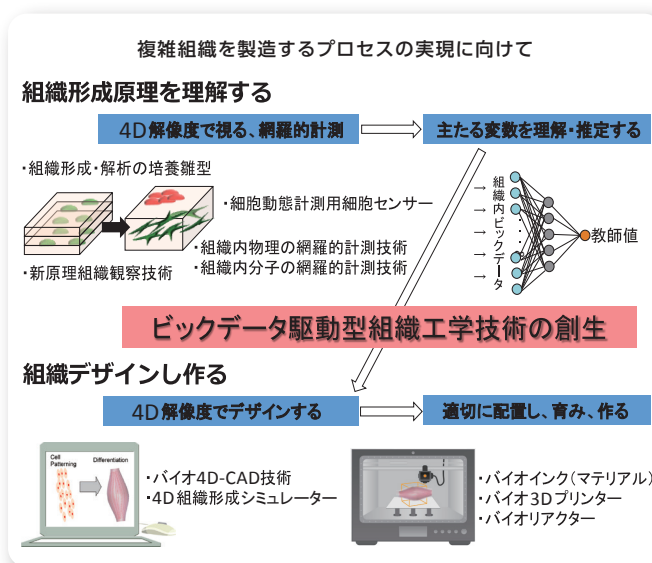 複雑組織を製造するプロセスの実現に向けて
組織形成原理を理解する
4D解像度で視る、網羅的計測
主たる変数を理解・推定する
・組織形成・解析の培養雛型
・細胞動態計測用細胞センサー
・組織内物理の網羅的計測技術
・組織内分子の網羅的計測技術
・新原理組織観察技術
組織内ビックデータ
教師値
ビックデータ駆動型組織工学技術の創生
組織デザインし作る
4D解像度でデザインする
適切に配置し、育み、作る
Cell
Patterning
Differentiation
・バイオ4D-CAD技術
・4D組織形成シミュレーター
・バイオインク(マテリアル)
・バイオ3Dプリンター
・バイオリアクター